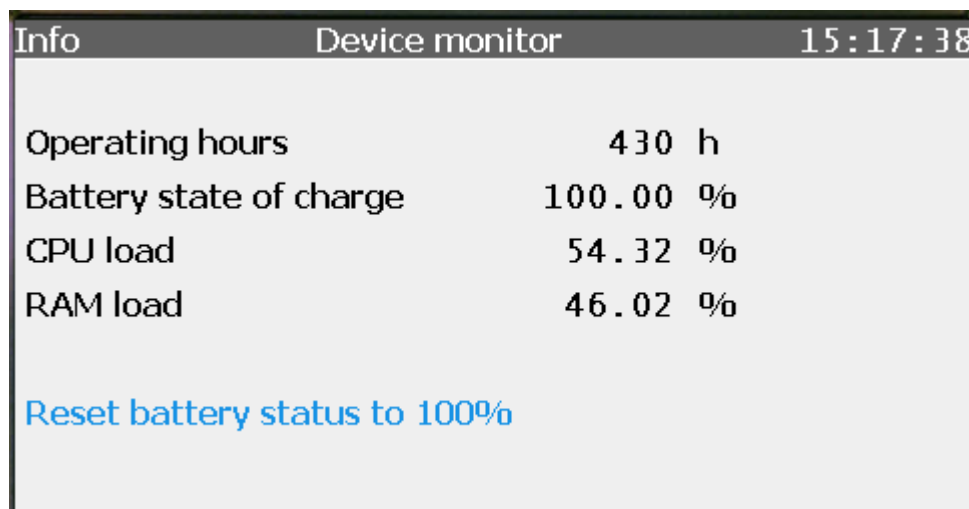 Info Device monitor 15:17:38
Operating hours 430 h
Battery state of charge 100.00 %
CPU load 54.32 %
RAM load 46.02 %
Reset battery status to 100%